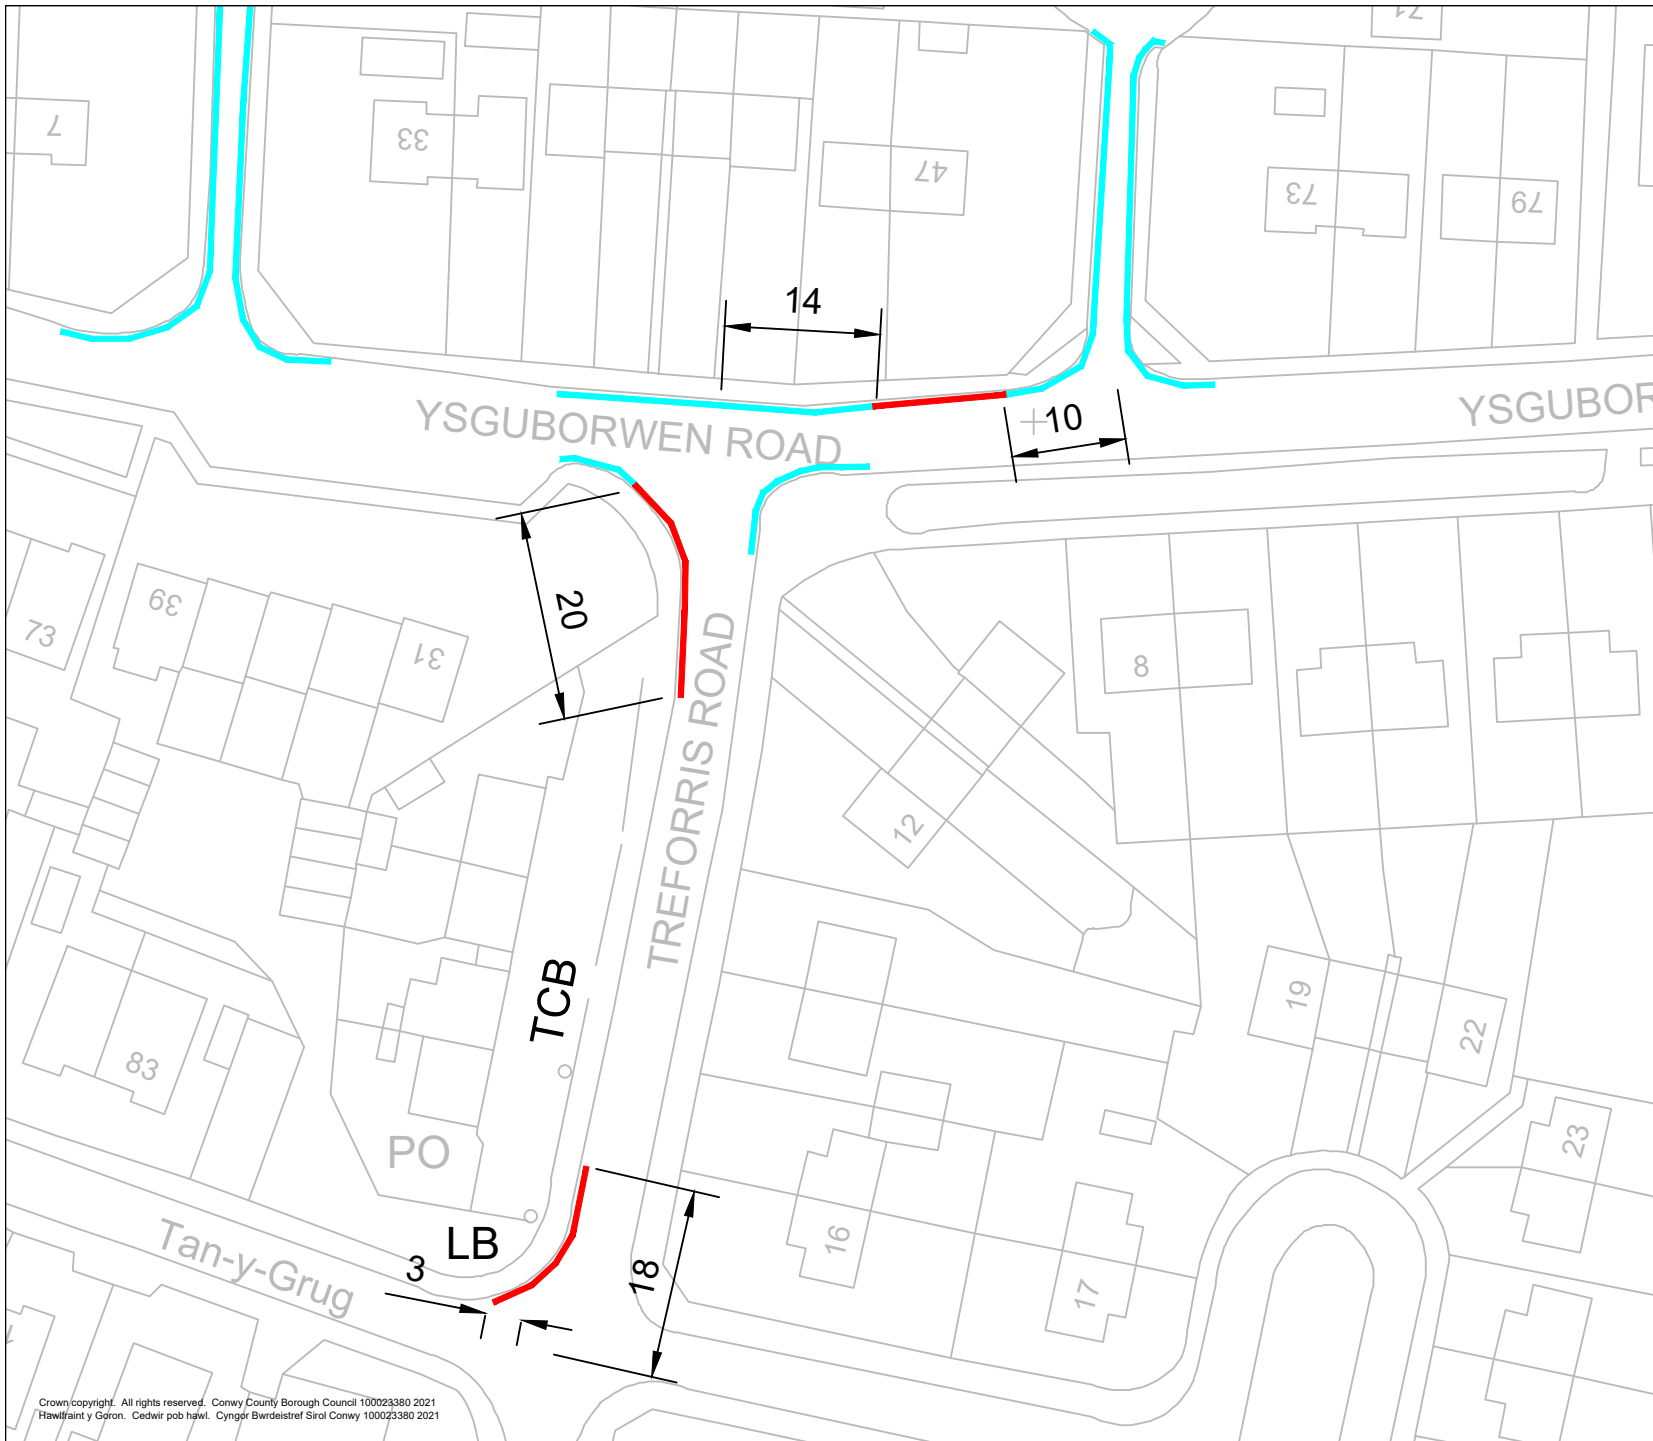 71
7
33
47
73
79
14
YSGUBORWEN ROAD
10
YSGUBOR
20
39
73
31
8
12
TREFORRIS ROAD
TCB
19
22
83
PO
23
16
17
LB
3
18
Tan-y-Grug
Crown copyright. All rights reserved. Conwy County Borough Council 100023380 2021
Hawlfraint y Goron. Cedwir pob hawl. Cyngor Bwrdeistref Sirol Conwy 100023380 2021